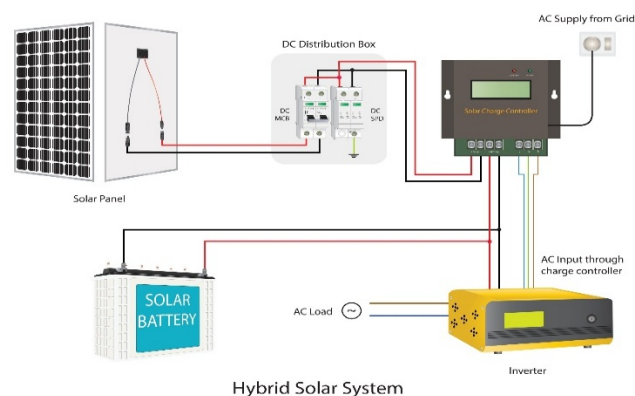 AC Supply from Grid
DC Distribution Box
DC
MCB
DC
SPD
Solar Charge Controller
Solar Panel
AC Input through
charge controller
SOLAR
BATTERY
AC Load
Inverter
Hybrid Solar System